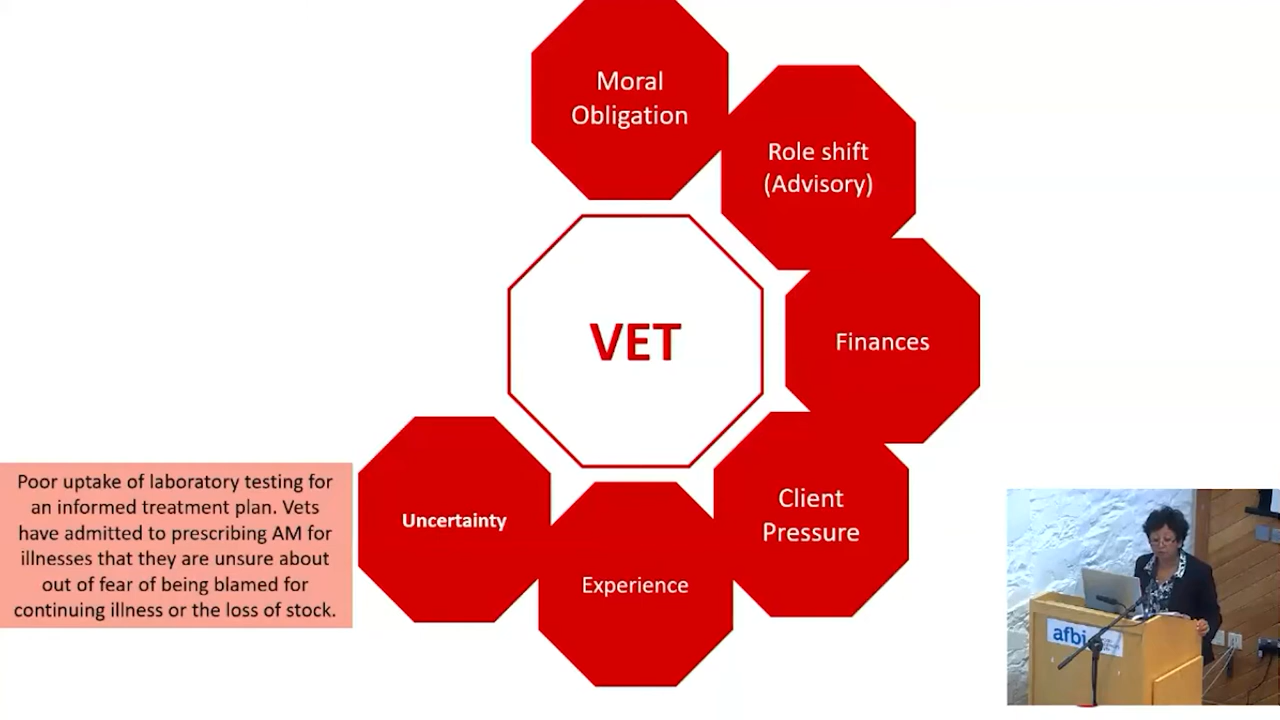 Moral
Obligation
Role shift
(Advisory)
Finances
VET
Client
Pressure
Experience
Uncertainty
Poor uptake of laboratory testing for
an informed treatment plan. Vets
have admitted to prescribing AM for
illnesses that they are unsure about
out of fear of being blamed for
continuing illness or the loss of stock.
afbi